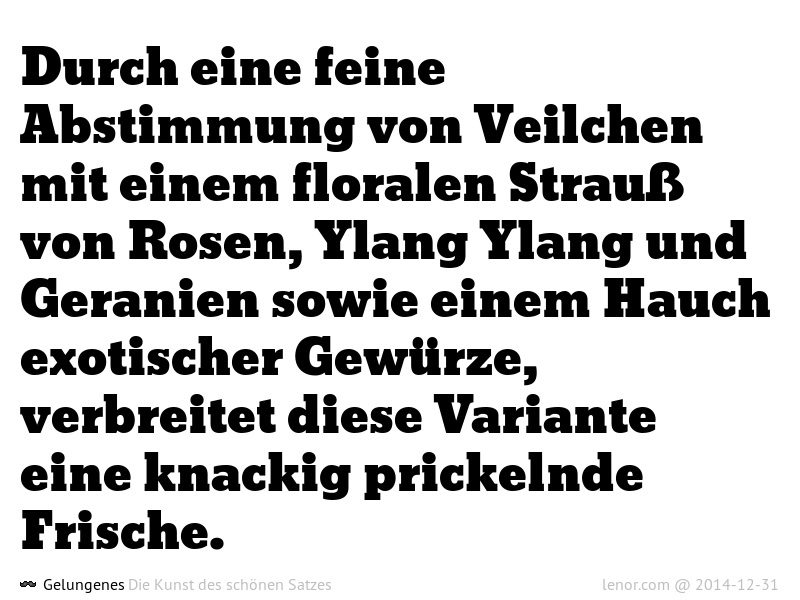 Durch eine feine
Abstimmung von Veilchen
mit einem floralen Strauß
von Rosen, Ylang Ylang und
Geranien sowie einem Hauch
exotischer Gewürze,
verbreitet diese Variante
eine knackig prickelnde
Frische.
Gelungenes Die Kunst des schönen Satzes lenor.com @ 2014-12-31